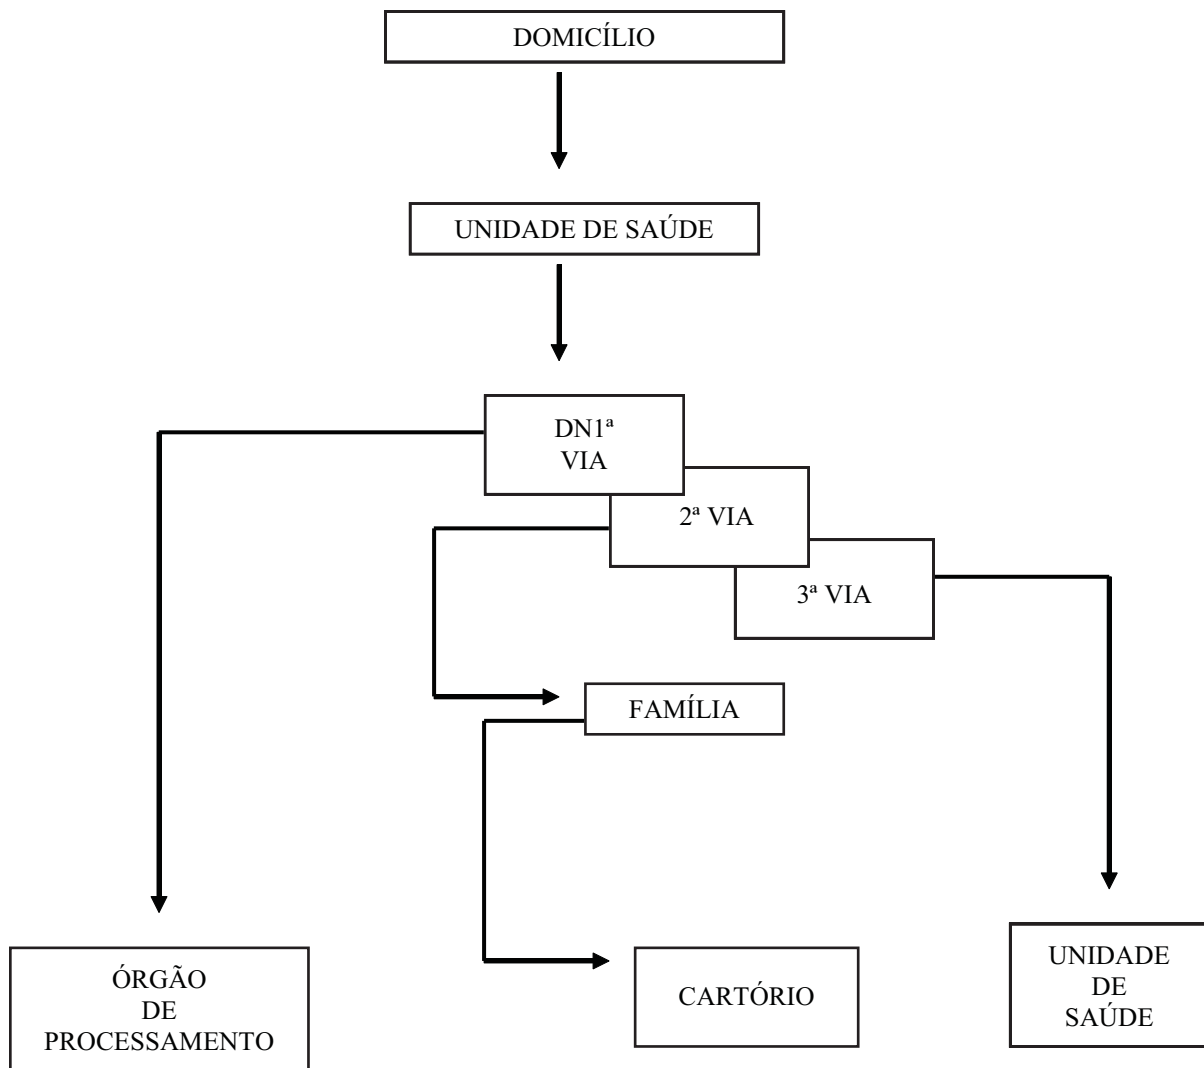 DOMICÍLIO
UNIDADE DE SAÚDE
DN1ª
VIA
2ª VIA
3ª VIA
FAMÍLIA
ÓRGÃO
DE
PROCESSAMENTO
CARTÓRIO
UNIDADE
DE
SAÚDE